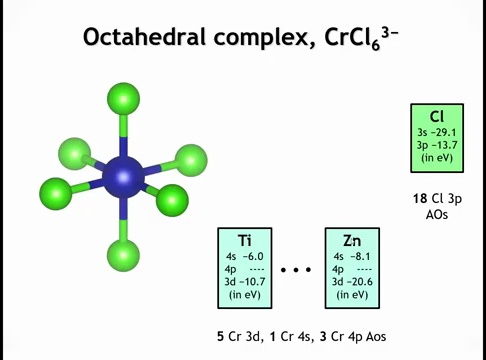 Octahedral complex, CrCl₆³⁻
Cl
3s −29.1
3p −13.7
(in eV)
18 Cl 3p
AOs
Ti
4s −6.0
4p ----
3d −10.7
(in eV)
• • •
Zn
4s −8.1
4p ----
3d −20.6
(in eV)
5 Cr 3d, 1 Cr 4s, 3 Cr 4p Aos